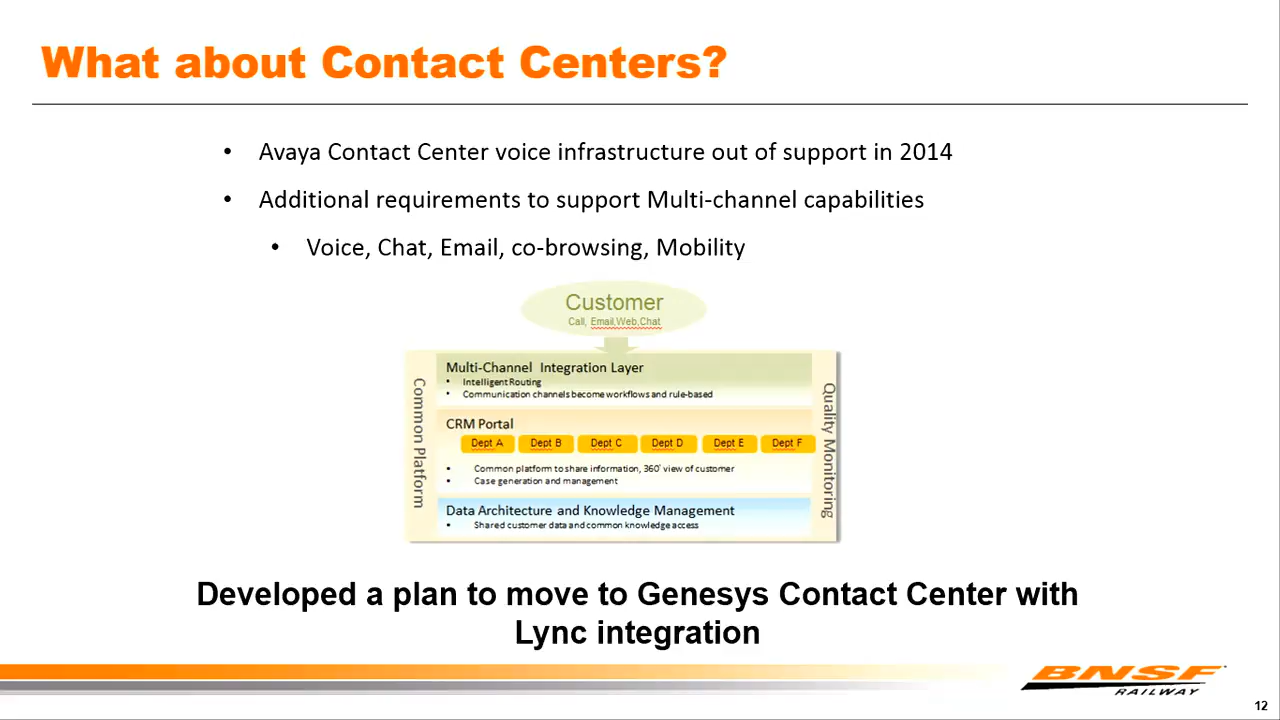 What about Contact Centers?
• Avaya Contact Center voice infrastructure out of support in 2014
• Additional requirements to support Multi-channel capabilities
• Voice, Chat, Email, co-browsing, Mobility
Customer
Call, Email,Web,Chat
Common Platform
Multi-Channel Integration Layer
• Intelligent Routing
• Communication channels become workflows and rule-based
CRM Portal
Dept A Dept B Dept C Dept D Dept E Dept F
• Common platform to share information, 360° view of customer
• Case generation and management
Data Architecture and Knowledge Management
• Shared customer data and common knowledge access
Quality Monitoring
Developed a plan to move to Genesys Contact Center with
Lync integration
BNSF
RAILWAY
12